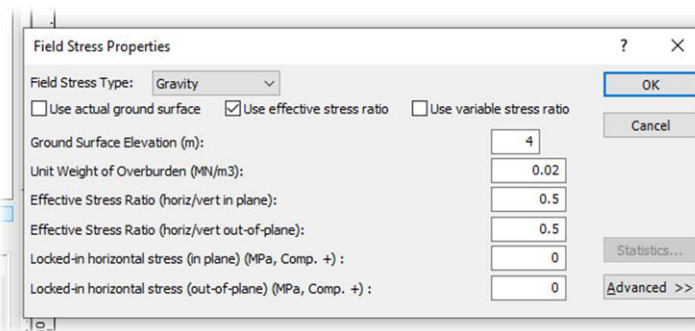 Field Stress Properties ? X
Field Stress Type: Gravity OK
Use actual ground surface Use effective stress ratio Use variable stress ratio
Cancel
Ground Surface Elevation (m): 4
Unit Weight of Overburden (MN/m3): 0.02
Effective Stress Ratio (horiz/vert in plane): 0.5
Effective Stress Ratio (horiz/vert out-of-plane): 0.5
Locked-in horizontal stress (in plane) (MPa, Comp. +) : 0
Statistics...
Locked-in horizontal stress (out-of-plane) (MPa, Comp. +) : 0
Advanced >>